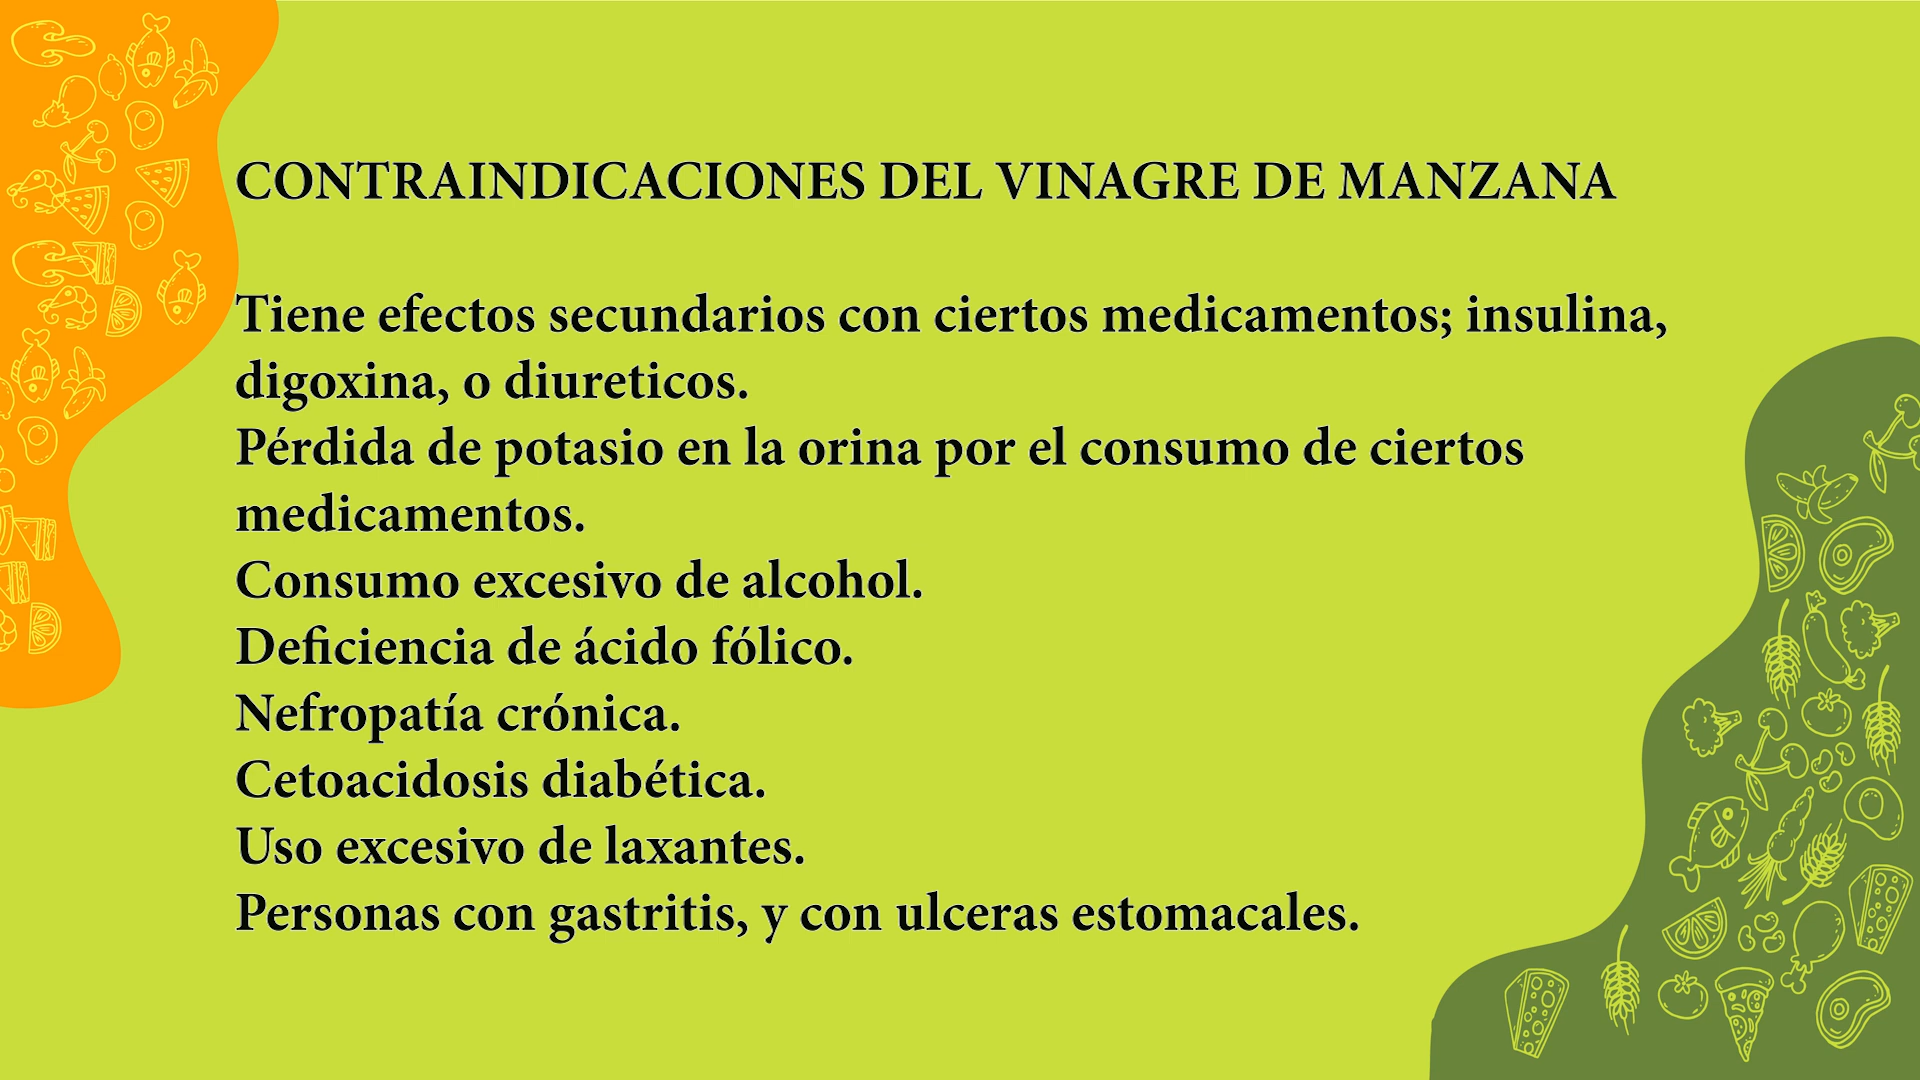 CONTRAINDICACIONES DEL VINAGRE DE MANZANA
Tiene efectos secundarios con ciertos medicamentos; insulina,
digoxina, o diureticos.
Pérdida de potasio en la orina por el consumo de ciertos
medicamentos.
Consumo excesivo de alcohol.
Deficiencia de ácido fólico.
Nefropatía crónica.
Cetoacidosis diabética.
Uso excesivo de laxantes.
Personas con gastritis, y con ulceras estomacales.